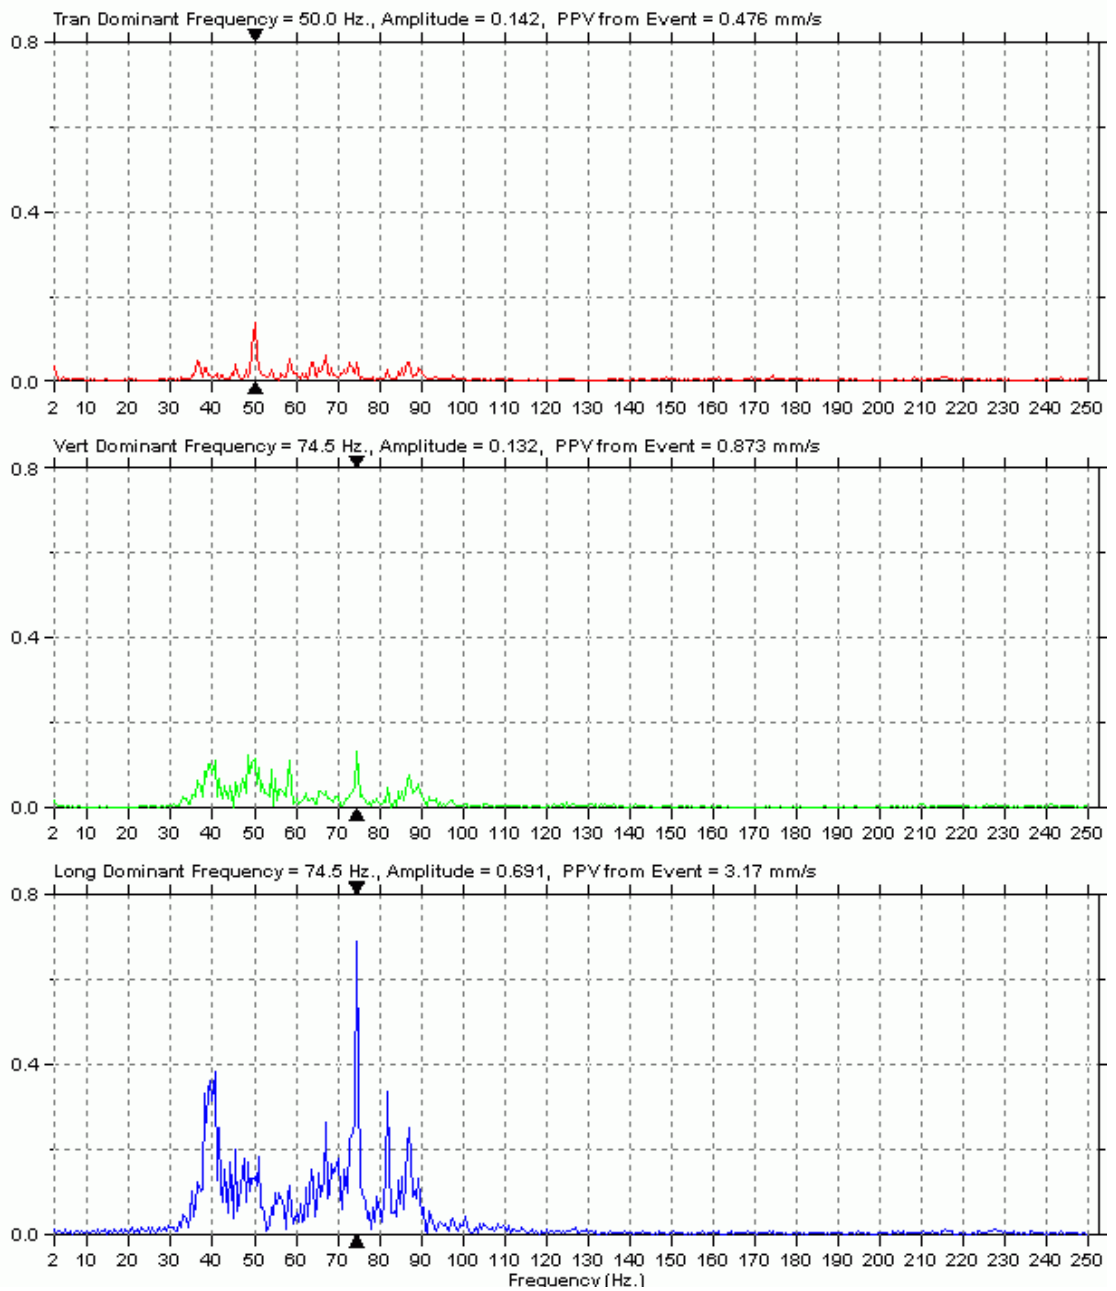 Tran Dominant Frequency = 50.0 Hz., Amplitude = 0.142, PPV from Event = 0.476 mm/s
0.8
0.4
0.0
2 10 20 30 40 50 60 70 80 90 100 110 120 130 140 150 160 170 180 190 200 210 220 230 240 250
Vert Dominant Frequency = 74.5 Hz., Amplitude = 0.132, PPV from Event = 0.873 mm/s
0.8
0.4
0.0
2 10 20 30 40 50 60 70 80 90 100 110 120 130 140 150 160 170 180 190 200 210 220 230 240 250
Long Dominant Frequency = 74.5 Hz., Amplitude = 0.691, PPV from Event = 3.17 mm/s
0.8
0.4
0.0
2 10 20 30 40 50 60 70 80 90 100 110 120 130 140 150 160 170 180 190 200 210 220 230 240 250
Frequency (Hz.)